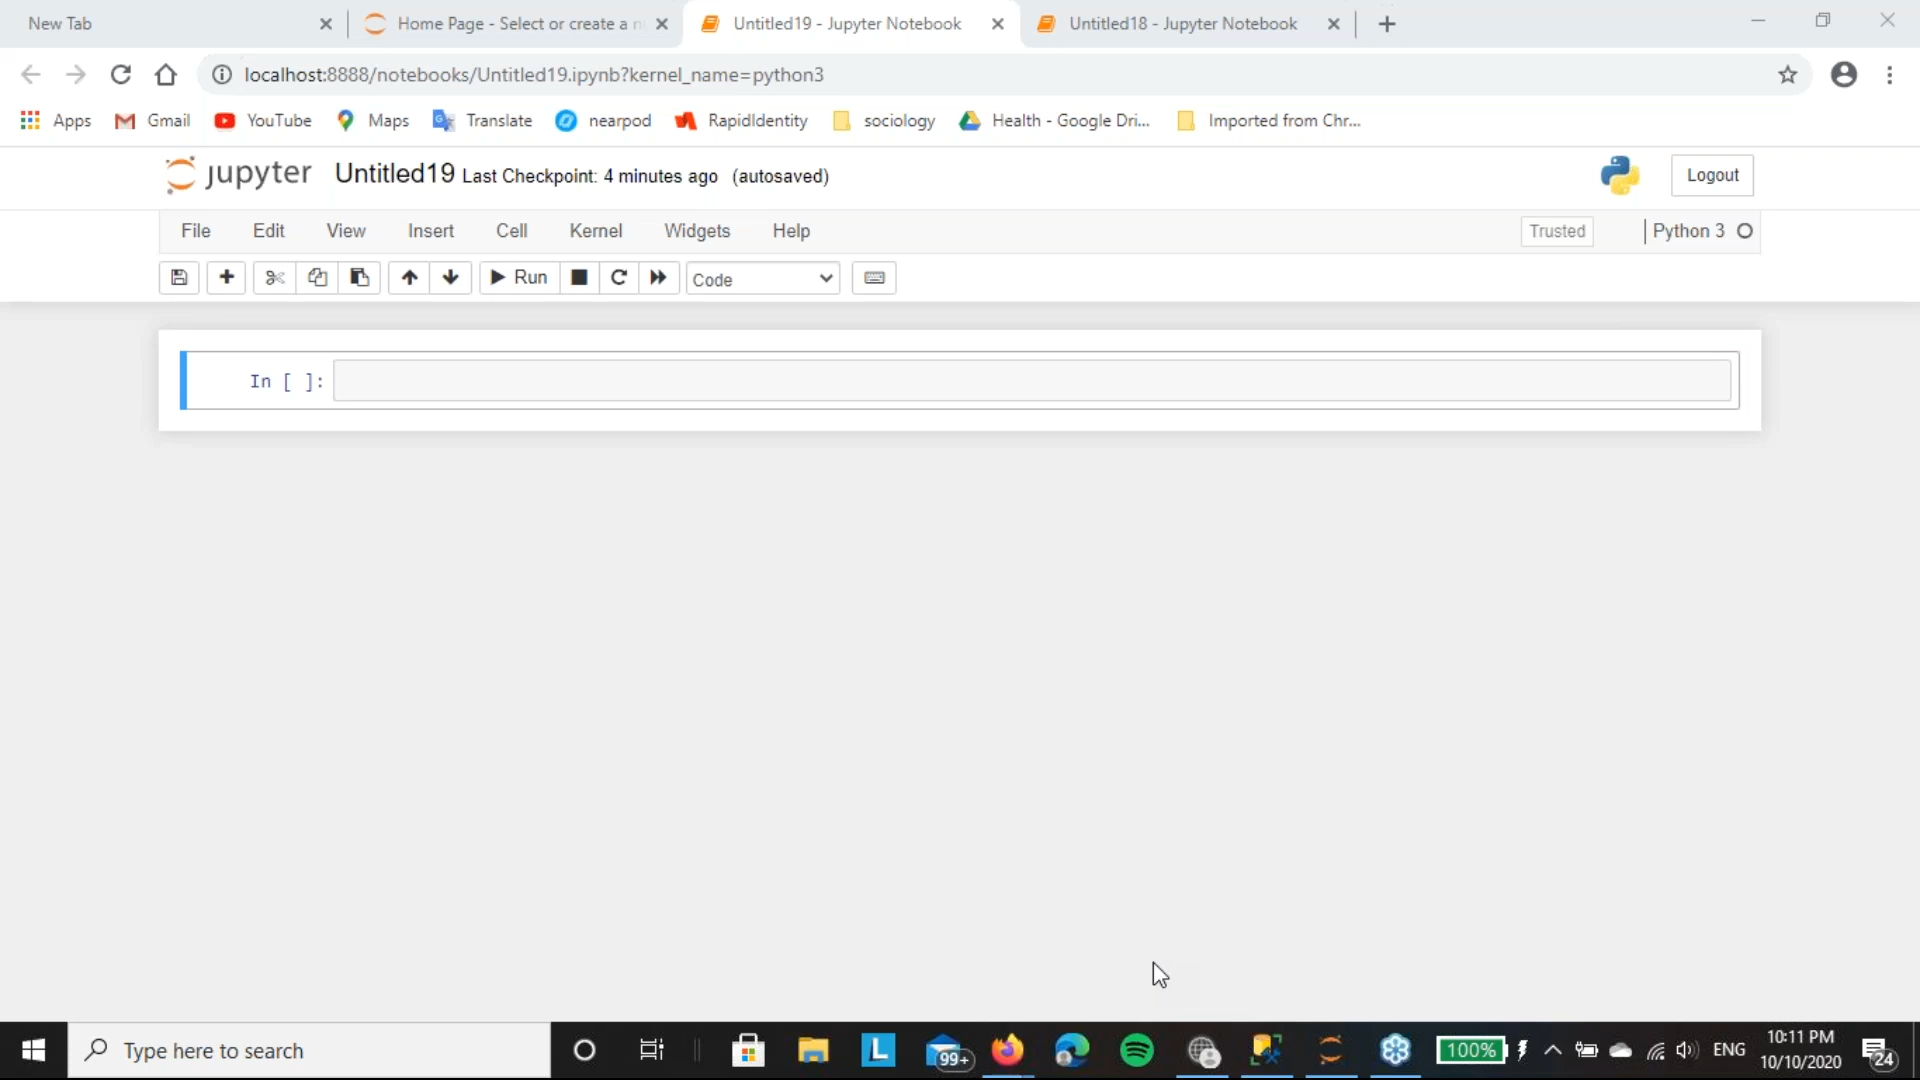 New Tab
Home Page - Select or create a n
Untitled19 - Jupyter Notebook
Untitled18 - Jupyter Notebook
localhost:8888/notebooks/Untitled19.ipynb?kernel_name=python3
Apps Gmail YouTube Maps Translate nearpod RapidIdentity sociology Health - Google Dri... Imported from Chr...
jupyter Untitled19 Last Checkpoint: 4 minutes ago (autosaved) Logout
File Edit View Insert Cell Kernel Widgets Help Trusted Python 3
Run Code
In [ ]:
Type here to search
L
99+
100%
ENG
10:11 PM
10/10/2020
24